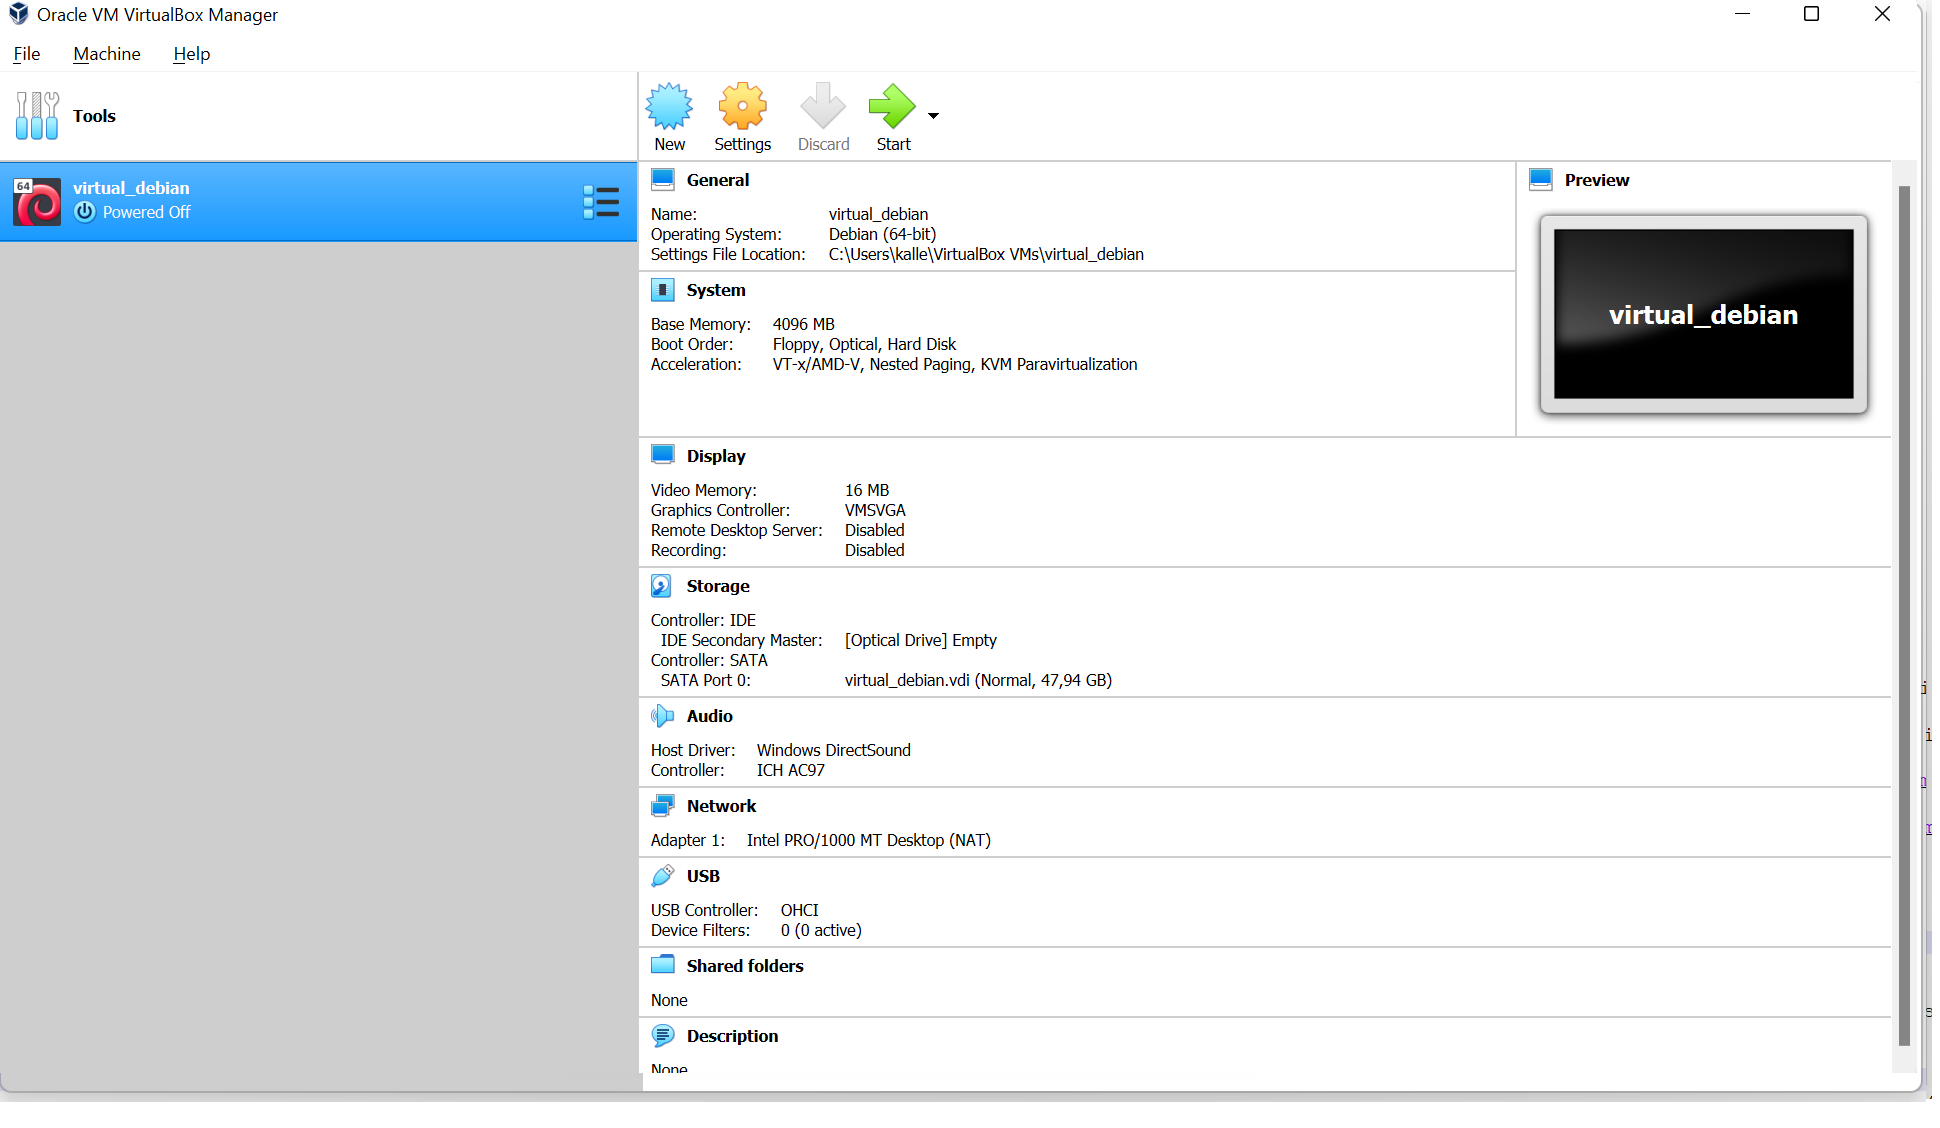 Oracle VM VirtualBox Manager
File Machine Help
Tools
New Settings Discard Start
64
virtual_debian
Powered Off
General
Name: virtual_debian
Operating System: Debian (64-bit)
Settings File Location: C:\Users\kalle\VirtualBox VMs\virtual_debian
Preview
virtual_debian
System
Base Memory: 4096 MB
Boot Order: Floppy, Optical, Hard Disk
Acceleration: VT-x/AMD-V, Nested Paging, KVM Paravirtualization
Display
Video Memory: 16 MB
Graphics Controller: VMSVGA
Remote Desktop Server: Disabled
Recording: Disabled
Storage
Controller: IDE
IDE Secondary Master: [Optical Drive] Empty
Controller: SATA
SATA Port 0: virtual_debian.vdi (Normal, 47,94 GB)
Audio
Host Driver: Windows DirectSound
Controller: ICH AC97
Network
Adapter 1: Intel PRO/1000 MT Desktop (NAT)
USB
USB Controller: OHCI
Device Filters: 0 (0 active)
Shared folders
None
Description
None